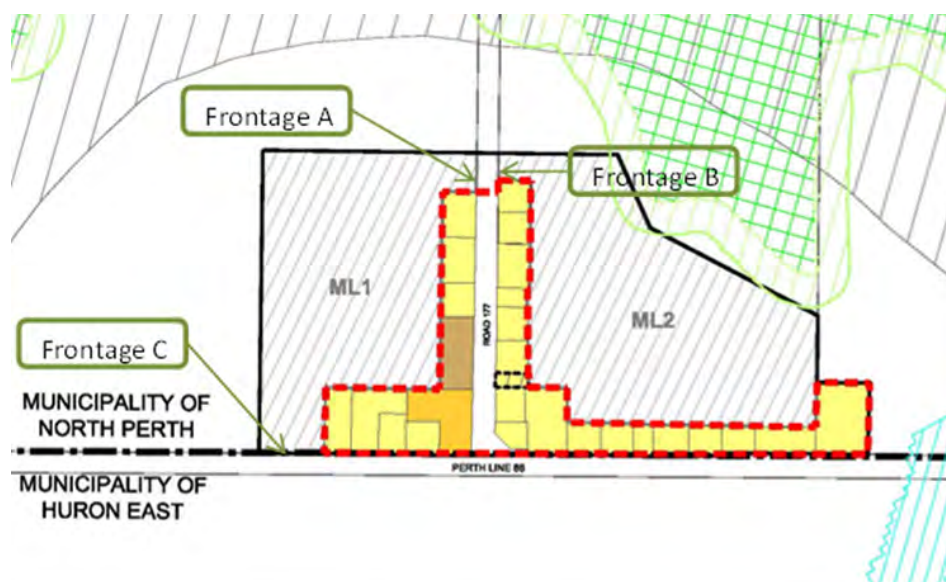 Frontage A
Frontage B
ML1
ROAD 177
ML2
Frontage C
MUNICIPALITY OF
NORTH PERTH
PERTH LINE 86
MUNICIPALITY OF
HURON EAST